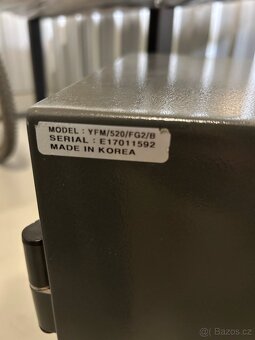 MODEL: YFM/520/FG2/B
SERIAL: E17011592
MADE IN KOREA
Bazos.cz